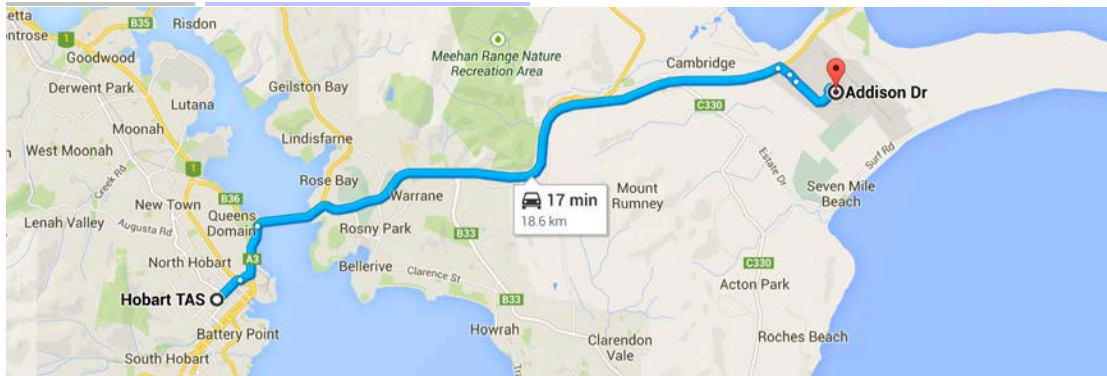 etta
ntrose
Risdon
B35
1
Goodwood
Derwent Park
Lutana
Geilston Bay
Meehan Range Nature
Recreation Area
Cambridge
Addison Dr
C330
Moonah
Lindisfarne
West Moonah
Creek Rd
1
New Town
B36
Rose Bay
Warrane
17 min
18.6 km
Mount
Rumney
Estate Dr
Surf Rd
Seven Mile
Beach
Lenah Valley
Augusta Rd
Queens
Domain
Rosny Park
B33
North Hobart
A3
Bellerive
Clarence St
C330
Acton Park
Hobart TAS
B33
Battery Point
Howrah
Clarendon
Vale
Roches Beach
South Hobart